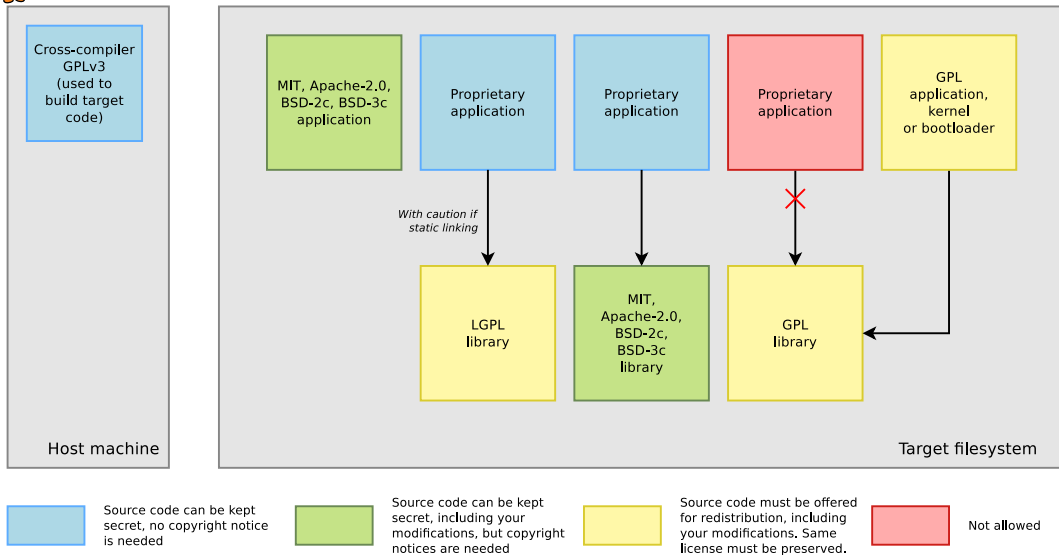 Cross-compiler
GPLv3
(used to
build target
code)
Host machine
MIT, Apache-2.0,
BSD-2c, BSD-3c
application
Proprietary
application
Proprietary
application
Proprietary
application
GPL
application,
kernel
or bootloader
With caution if
static linking
LGPL
library
MIT,
Apache-2.0,
BSD-2c,
BSD-3c
library
GPL
library
Target filesystem
Source code can be kept
secret, no copyright notice
is needed
Source code can be kept
secret, including your
modifications, but copyright
notices are needed
Source code must be offered
for redistribution, including
your modifications. Same
license must be preserved.
Not allowed